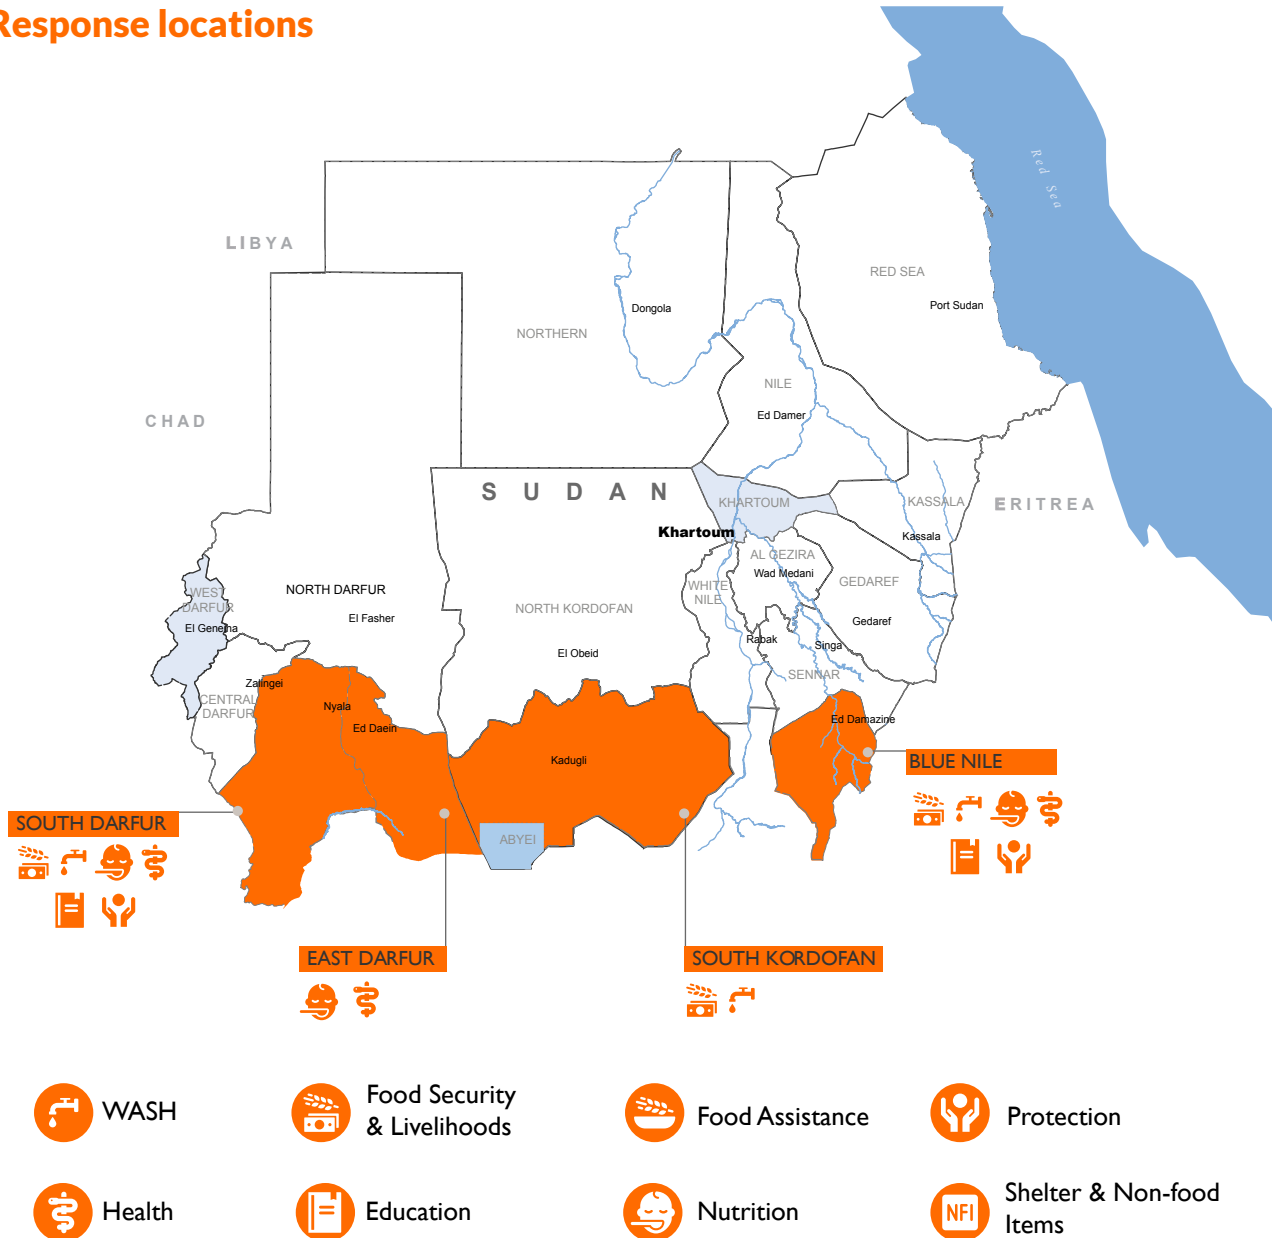 Response locations
Red Sea
LIBYA
RED SEA
Port Sudan
Dongola
NORTHERN
NILE
Ed Damer
CHAD
SUDAN
KHARTOUM
KASSALA
ERITREA
Khartoum
Kassala
AL GEZIRA
Wad Medani
WEST
DARFUR
NORTH DARFUR
WHITE
NILE
GEDAREF
El Geneina
El Fasher
NORTH KORDOFAN
Gedaref
Rabak
Singa
El Obeid
SENNAR
Zalingei
CENTRAL
DARFUR
Nyala
Ed Daein
Ed Damazine
Kadugli
BLUE NILE
SOUTH DARFUR
ABYEI
EAST DARFUR
SOUTH KORDOFAN
WASH
Food Security
& Livelihoods
Food Assistance
Protection
Health
Education
Nutrition
NFI
Shelter & Non-food
Items